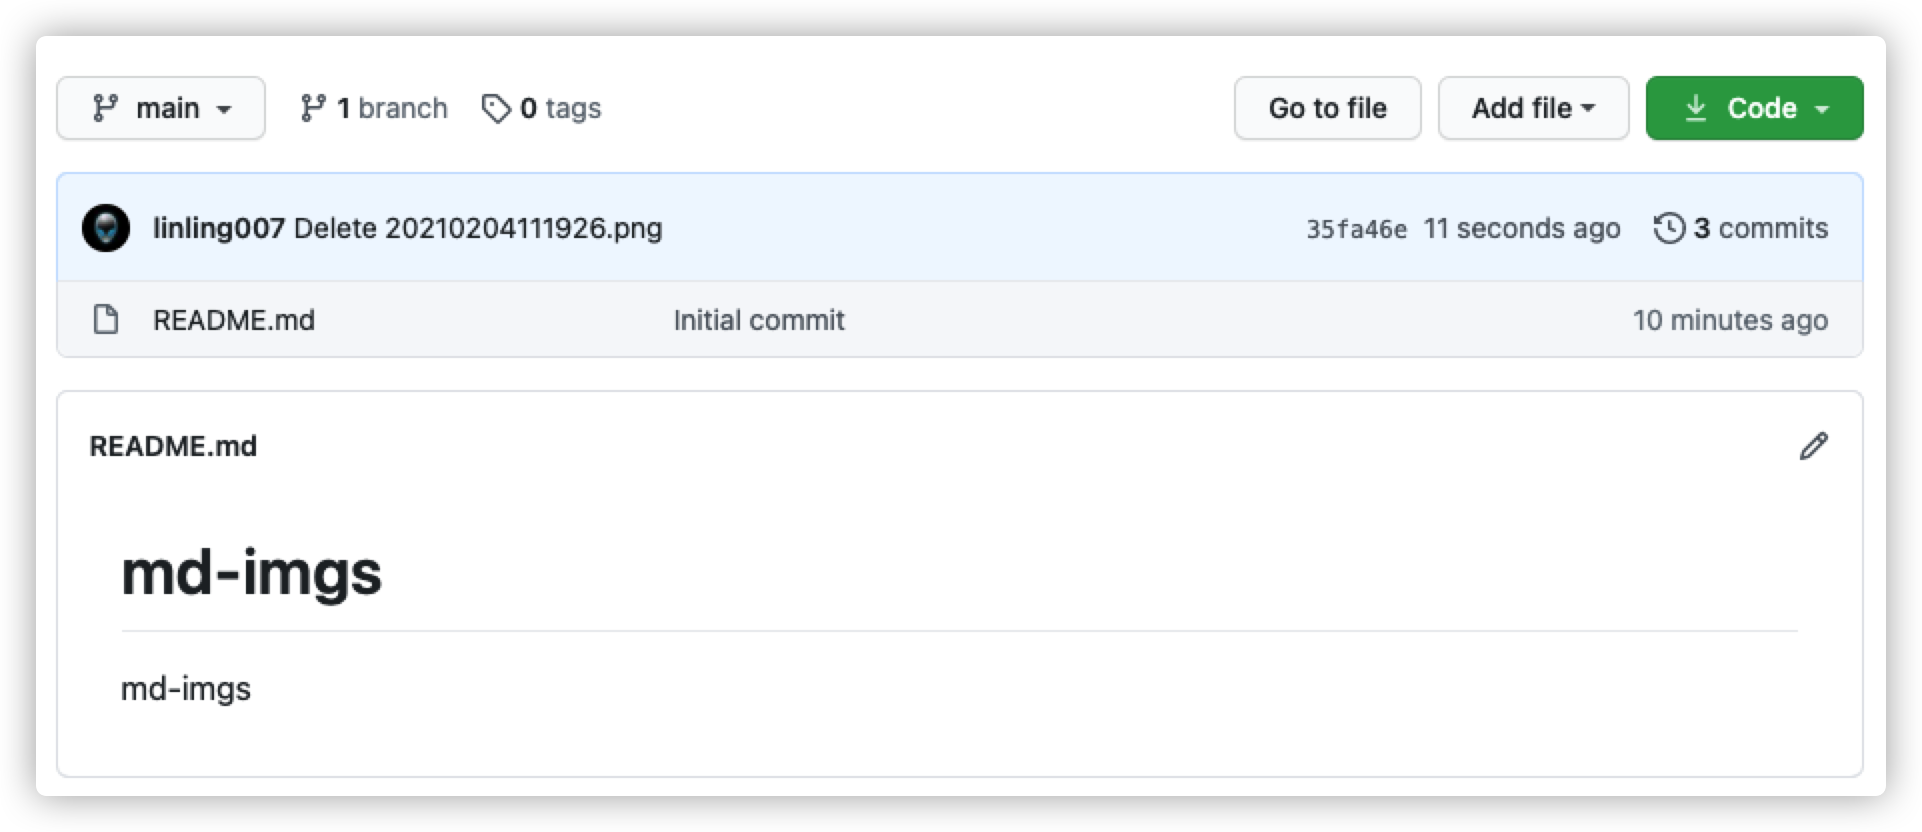 main 1 branch 0 tags Go to file Add file Code
linling007 Delete 20210204111926.png 35fa46e 11 seconds ago 3 commits
README.md Initial commit 10 minutes ago
README.md
md-imgs
md-imgs